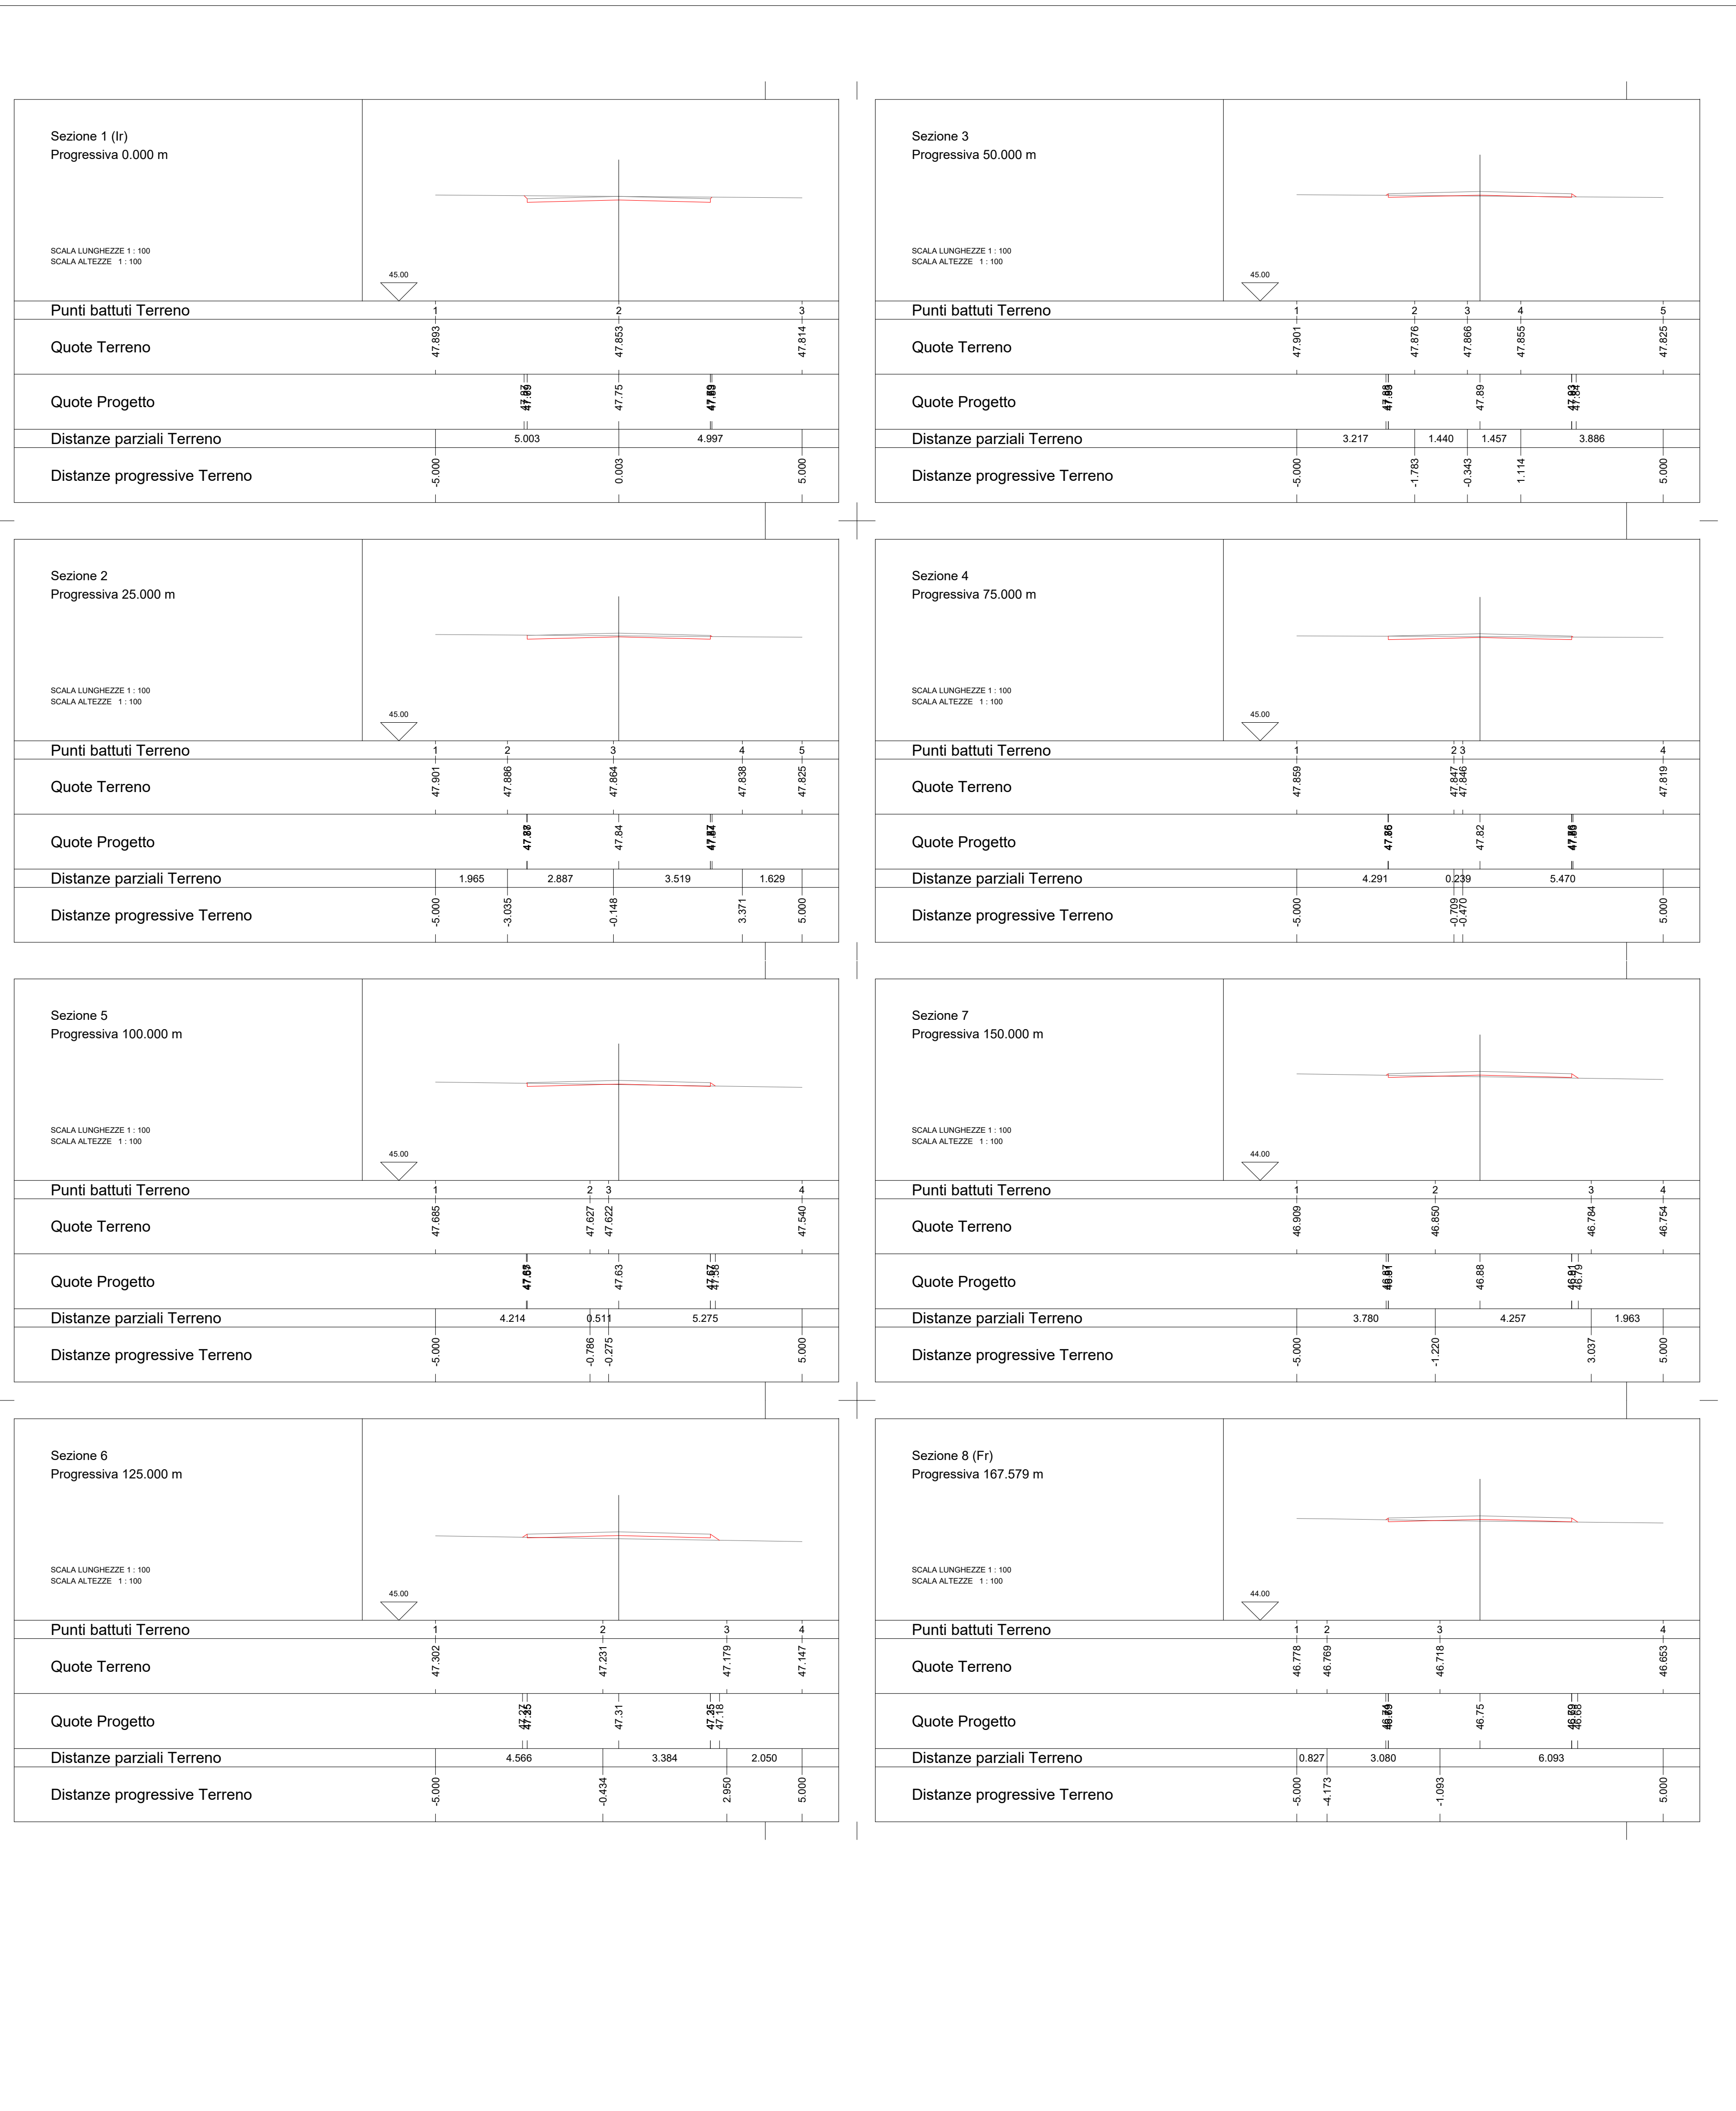 Sezione 1 (Ir)
Progressiva 0.000 m
SCALA LUNGHEZZE 1 : 100
SCALA ALTEZZE 1 : 100
45.00
Punti battuti Terreno 1 2 3
Quote Terreno 47.893 47.853 47.814
Quote Progetto 47.75
Distanze parziali Terreno 5.003 4.997
Distanze progressive Terreno -5.000 0.003 5.000
Sezione 3
Progressiva 50.000 m
SCALA LUNGHEZZE 1 : 100
SCALA ALTEZZE 1 : 100
45.00
Punti battuti Terreno 1 2 3 4 5
Quote Terreno 47.901 47.876 47.866 47.855 47.825
Quote Progetto 47.89 47.84
Distanze parziali Terreno 3.217 1.440 1.457 3.886
Distanze progressive Terreno -5.000 -1.783 -0.343 1.114 5.000
Sezione 2
Progressiva 25.000 m
SCALA LUNGHEZZE 1 : 100
SCALA ALTEZZE 1 : 100
45.00
Punti battuti Terreno 1 2 3 4 5
Quote Terreno 47.901 47.886 47.864 47.838 47.825
Quote Progetto 47.84
Distanze parziali Terreno 1.965 2.887 3.519 1.629
Distanze progressive Terreno -5.000 -3.035 -0.148 3.371 5.000
Sezione 4
Progressiva 75.000 m
SCALA LUNGHEZZE 1 : 100
SCALA ALTEZZE 1 : 100
45.00
Punti battuti Terreno 1 2 3 4
Quote Terreno 47.859 47.847 47.846 47.819
Quote Progetto 47.82
Distanze parziali Terreno 4.291 0.239 5.470
Distanze progressive Terreno -5.000 -0.709 -0.470 5.000
Sezione 5
Progressiva 100.000 m
SCALA LUNGHEZZE 1 : 100
SCALA ALTEZZE 1 : 100
45.00
Punti battuti Terreno 1 2 3 4
Quote Terreno 47.685 47.627 47.622 47.540
Quote Progetto 47.63 47.58
Distanze parziali Terreno 4.214 0.511 5.275
Distanze progressive Terreno -5.000 -0.786 -0.275 5.000
Sezione 7
Progressiva 150.000 m
SCALA LUNGHEZZE 1 : 100
SCALA ALTEZZE 1 : 100
44.00
Punti battuti Terreno 1 2 3 4
Quote Terreno 46.909 46.850 46.784 46.754
Quote Progetto 46.88 46.79
Distanze parziali Terreno 3.780 4.257 1.963
Distanze progressive Terreno -5.000 -1.220 3.037 5.000
Sezione 6
Progressiva 125.000 m
SCALA LUNGHEZZE 1 : 100
SCALA ALTEZZE 1 : 100
45.00
Punti battuti Terreno 1 2 3 4
Quote Terreno 47.302 47.231 47.179 47.147
Quote Progetto 47.27 47.31 47.18
Distanze parziali Terreno 4.566 3.384 2.050
Distanze progressive Terreno -5.000 -0.434 2.950 5.000
Sezione 8 (Fr)
Progressiva 167.579 m
SCALA LUNGHEZZE 1 : 100
SCALA ALTEZZE 1 : 100
44.00
Punti battuti Terreno 1 2 3 4
Quote Terreno 46.778 46.769 46.718 46.653
Quote Progetto 46.75 46.68
Distanze parziali Terreno 0.827 3.080 6.093
Distanze progressive Terreno -5.000 -4.173 -1.093 5.000